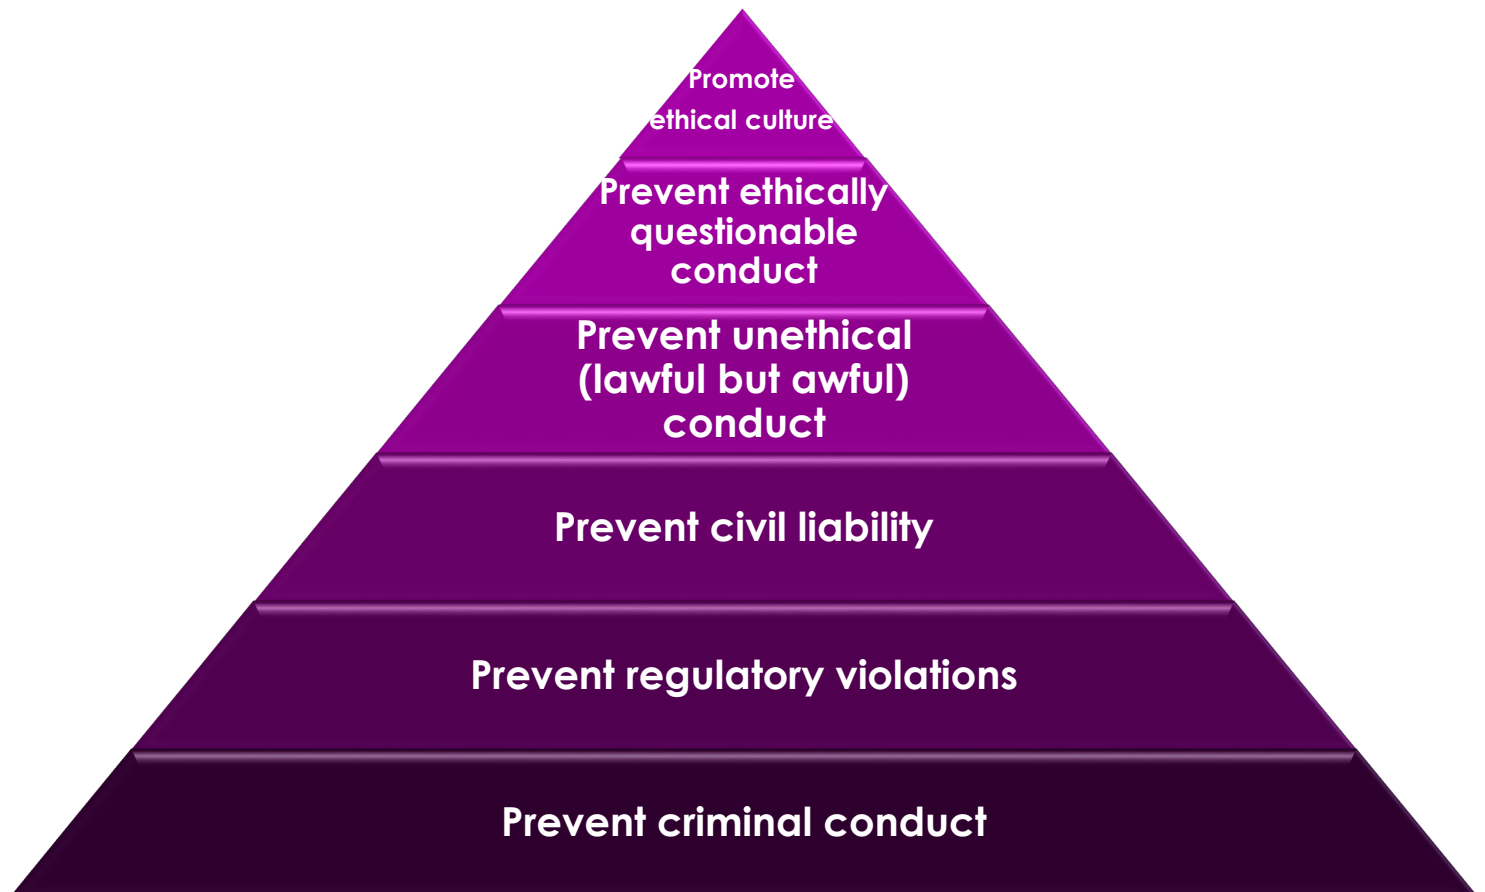 Promote
ethical culture
Prevent ethically
questionable
conduct
Prevent unethical
(lawful but awful)
conduct
Prevent civil liability
Prevent regulatory violations
Prevent criminal conduct